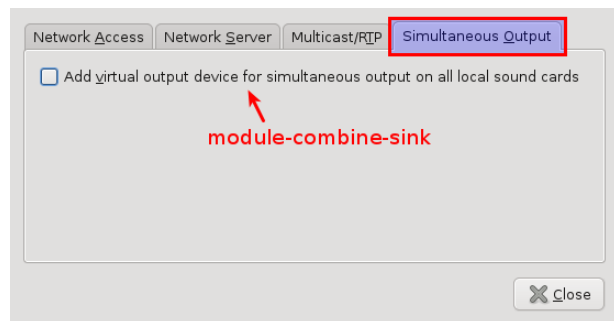 Network Access Network Server Multicast/RTP Simultaneous Output
Add virtual output device for simultaneous output on all local sound cards
module-combine-sink
Close